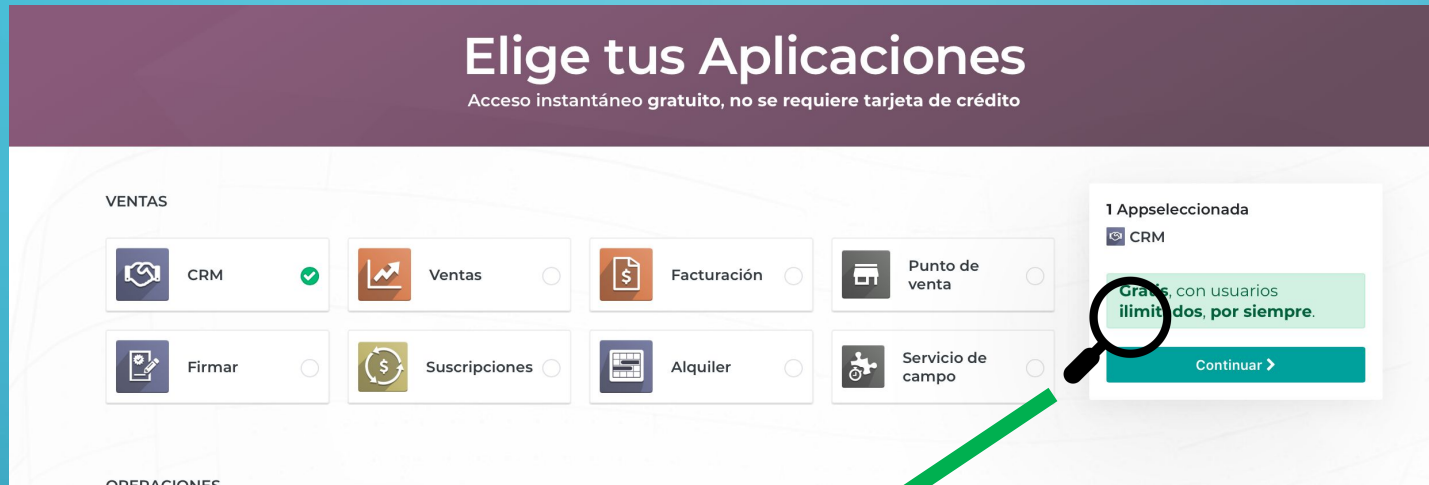 Elige tus Aplicaciones
Acceso instantáneo gratuito, no se requiere tarjeta de crédito
VENTAS
CRM
Ventas
Facturación
Punto de
venta
Firmar
Suscripciones
Alquiler
Servicio de
campo
1 Appseleccionada
CRM
Gratis, con usuarios
ilimitados, por siempre.
Continuar
OPERACIONES